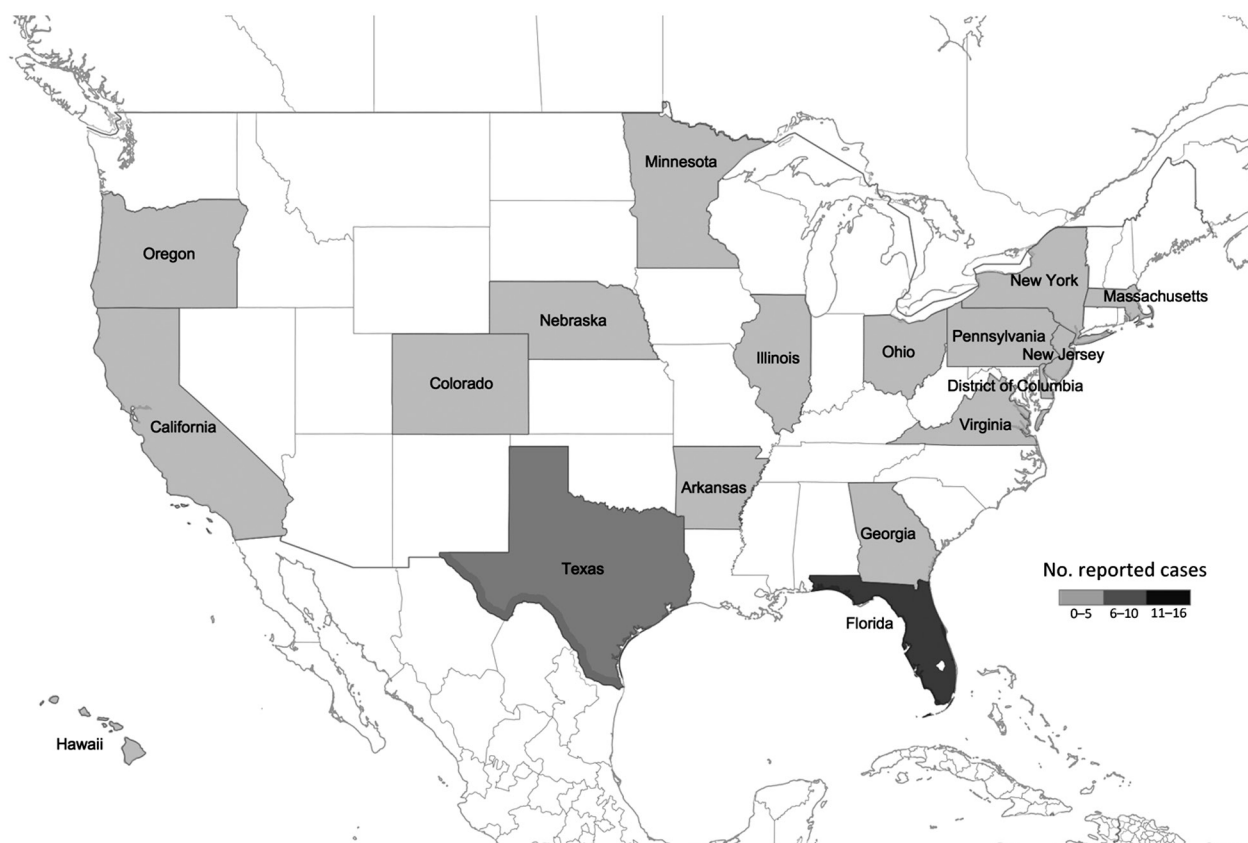 Minnesota
Oregon
New York
Massachusetts
Nebraska
Pennsylvania
Illinois
Ohio
New Jersey
Colorado
District of Columbia
California
Virginia
Arkansas
Georgia
Texas
No. reported cases
0–5 6–10 11–16
Florida
Hawaii